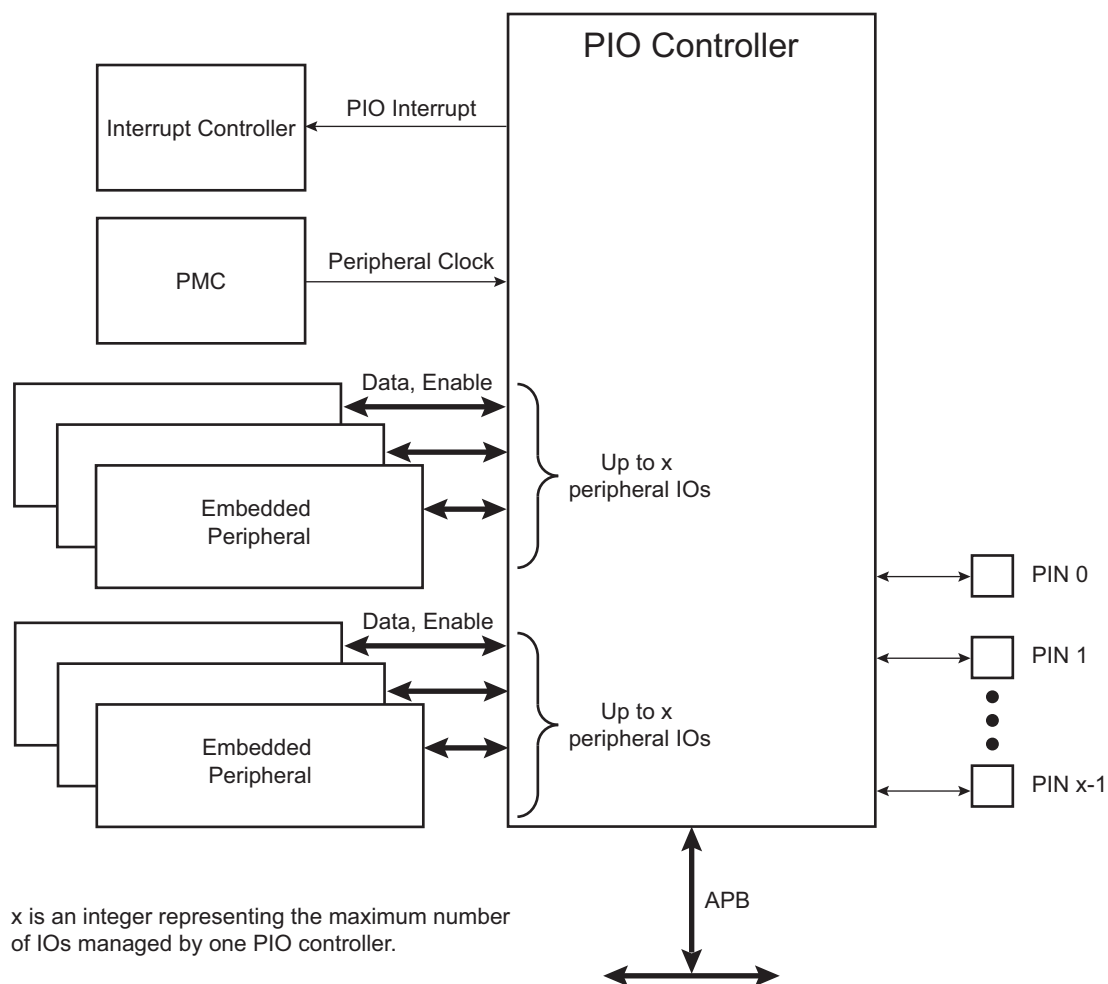 PIO Controller
PIO Interrupt
Interrupt Controller
Peripheral Clock
PMC
Data, Enable
Up to x
peripheral IOs
Embedded
Peripheral
PIN 0
Data, Enable
PIN 1
Up to x
peripheral IOs
Embedded
Peripheral
PIN x-1
APB
x is an integer representing the maximum number
of IOs managed by one PIO controller.